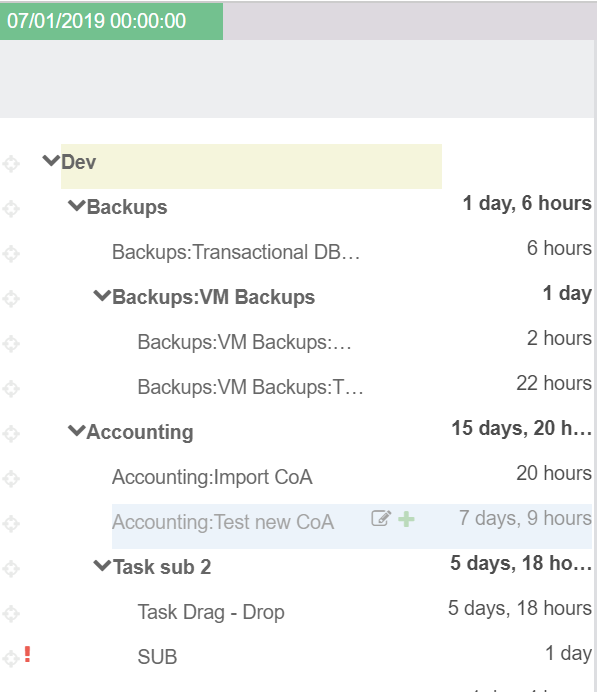 07/01/2019 00:00:00
Dev
Backups 1 day, 6 hours
Backups:Transactional DB… 6 hours
Backups:VM Backups 1 day
Backups:VM Backups:… 2 hours
Backups:VM Backups:T… 22 hours
Accounting 15 days, 20 h…
Accounting:Import CoA 20 hours
Accounting:Test new CoA 7 days, 9 hours
Task sub 2 5 days, 18 ho…
Task Drag - Drop 5 days, 18 hours
! SUB 1 day